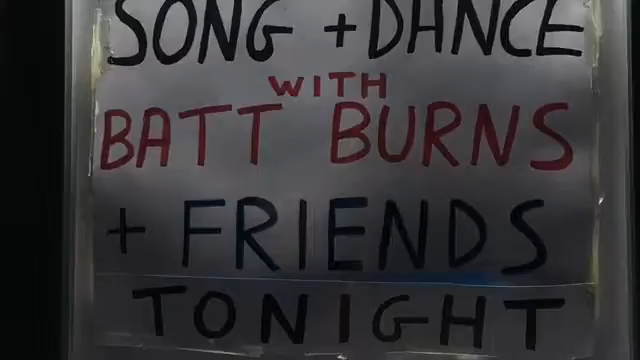 SONG + DANCE
WITH
BATT BURNS
+ FRIENDS
TONIGHT